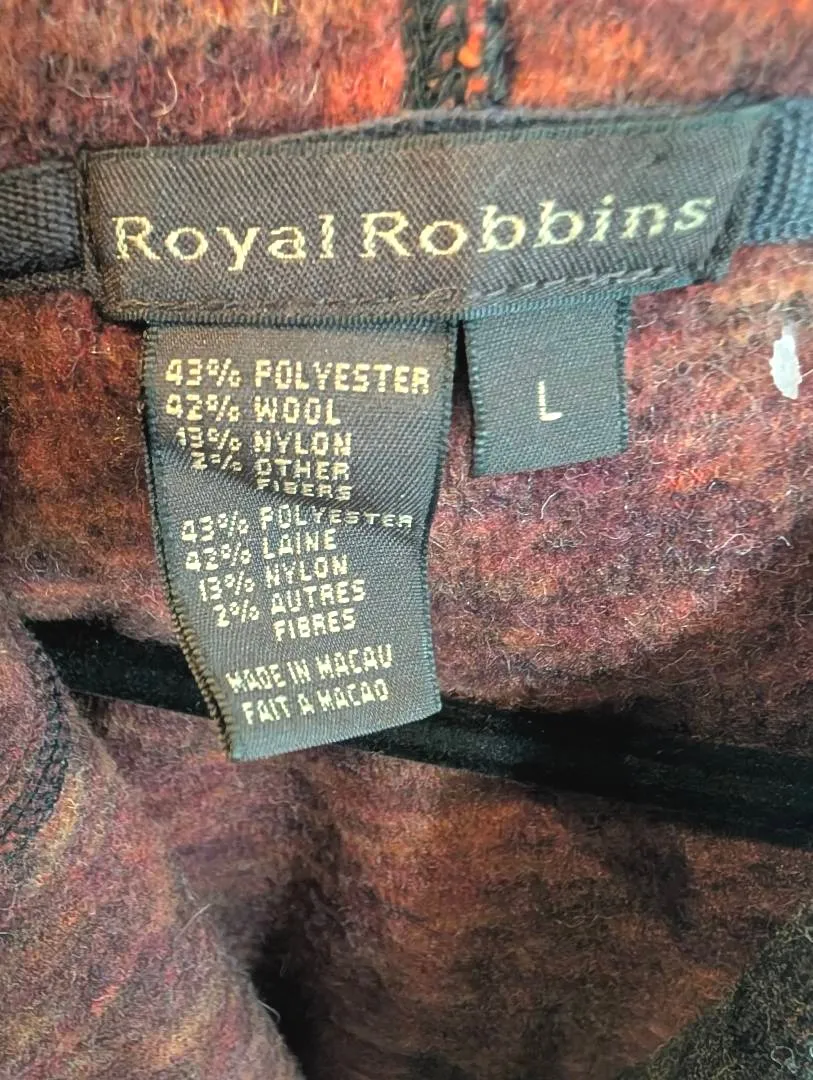 Royal Robbins
L
43% POLYESTER
42% WOOL
13% NYLON
2% OTHER
FIBERS
43% POLYESTER
42% LAINE
13% NYLON
2% AUTRES
FIBRES
MADE IN MACAU
FAIT A MACAO